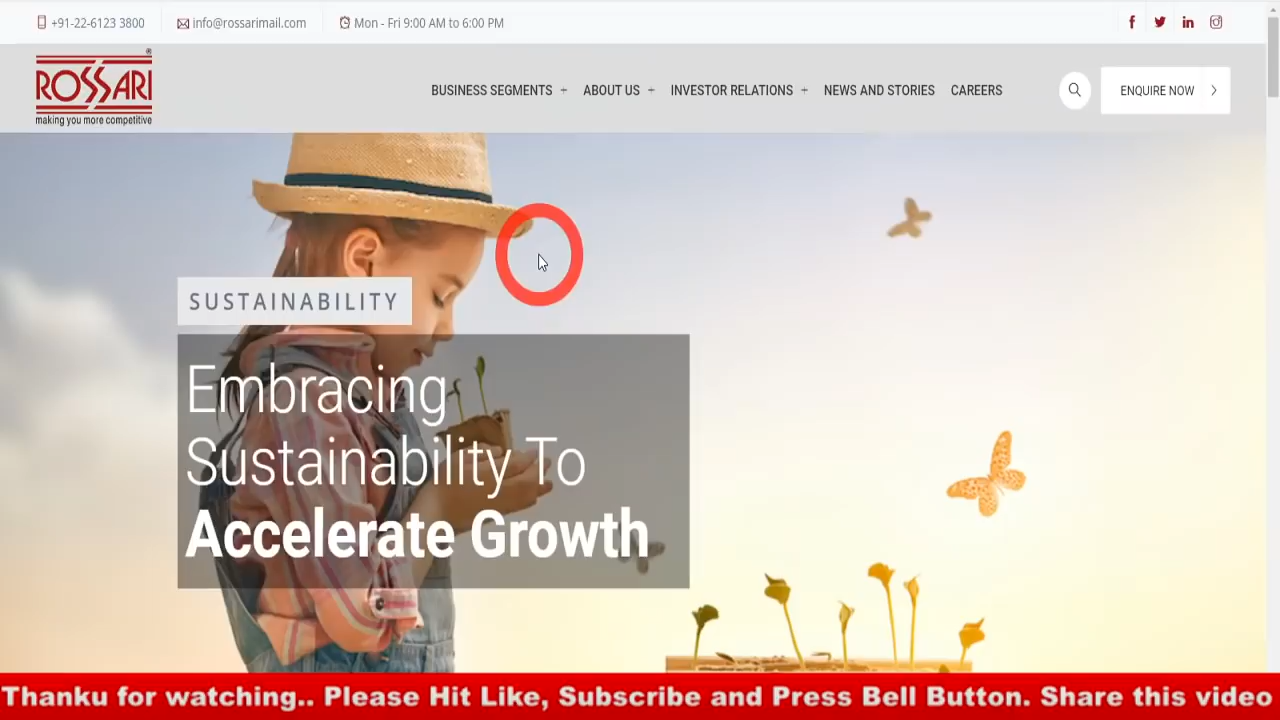 +91-22-6123 3800 info@rossarimail.com Mon - Fri 9:00 AM to 6:00 PM
ROSSARI®
making you more competitive
BUSINESS SEGMENTS + ABOUT US + INVESTOR RELATIONS + NEWS AND STORIES CAREERS ENQUIRE NOW
SUSTAINABILITY
Embracing
Sustainability To
Accelerate Growth
Thanku for watching.. Please Hit Like, Subscribe and Press Bell Button. Share this video